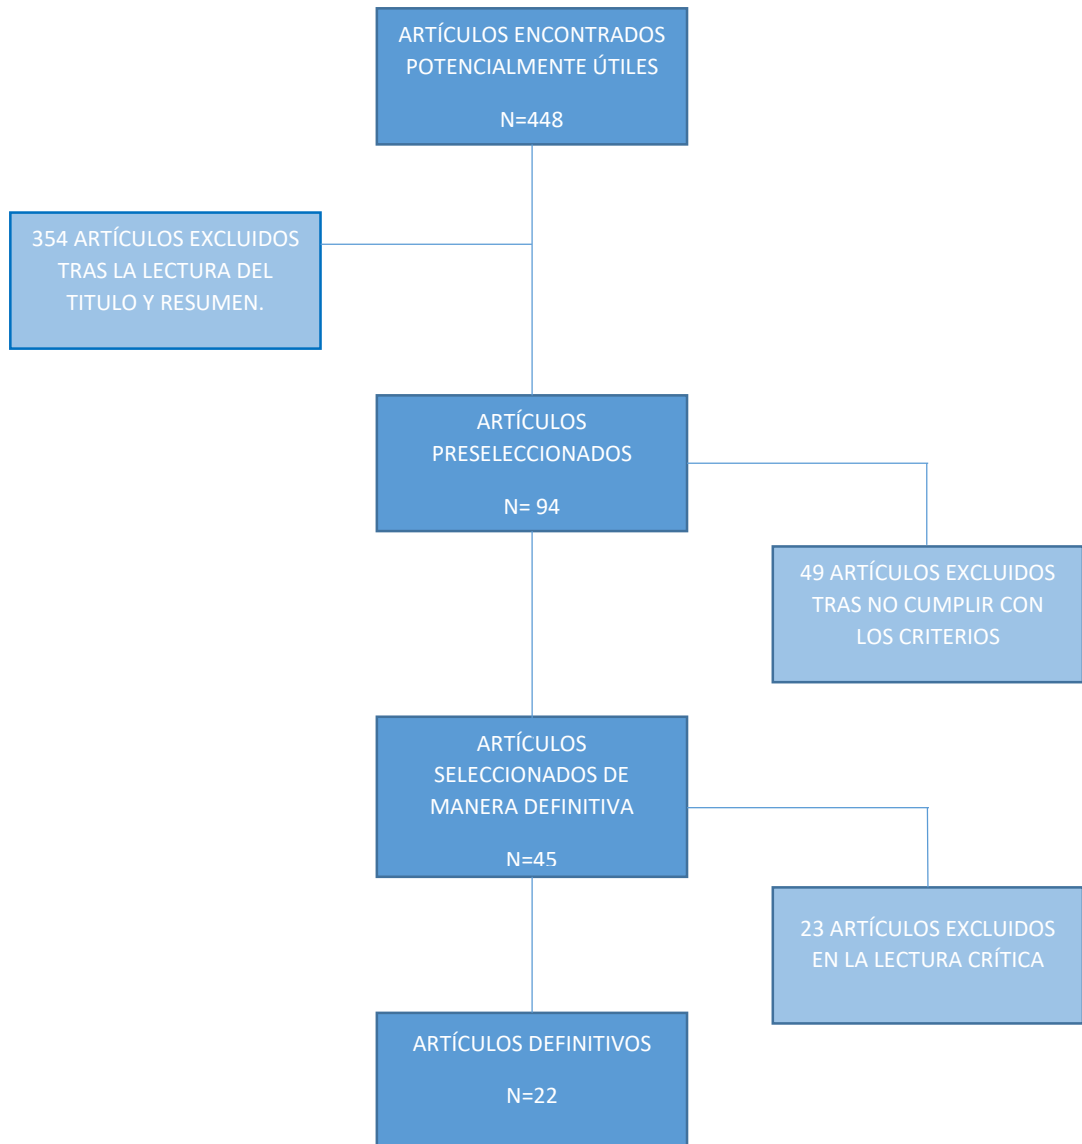 ARTÍCULOS ENCONTRADOS
POTENCIALMENTE ÚTILES
N=448
354 ARTÍCULOS EXCLUIDOS
TRAS LA LECTURA DEL
TITULO Y RESUMEN.
ARTÍCULOS
PRESELECCIONADOS
N= 94
49 ARTÍCULOS EXCLUIDOS
TRAS NO CUMPLIR CON
LOS CRITERIOS
ARTÍCULOS
SELECCIONADOS DE
MANERA DEFINITIVA
N=45
23 ARTÍCULOS EXCLUIDOS
EN LA LECTURA CRÍTICA
ARTÍCULOS DEFINITIVOS
N=22